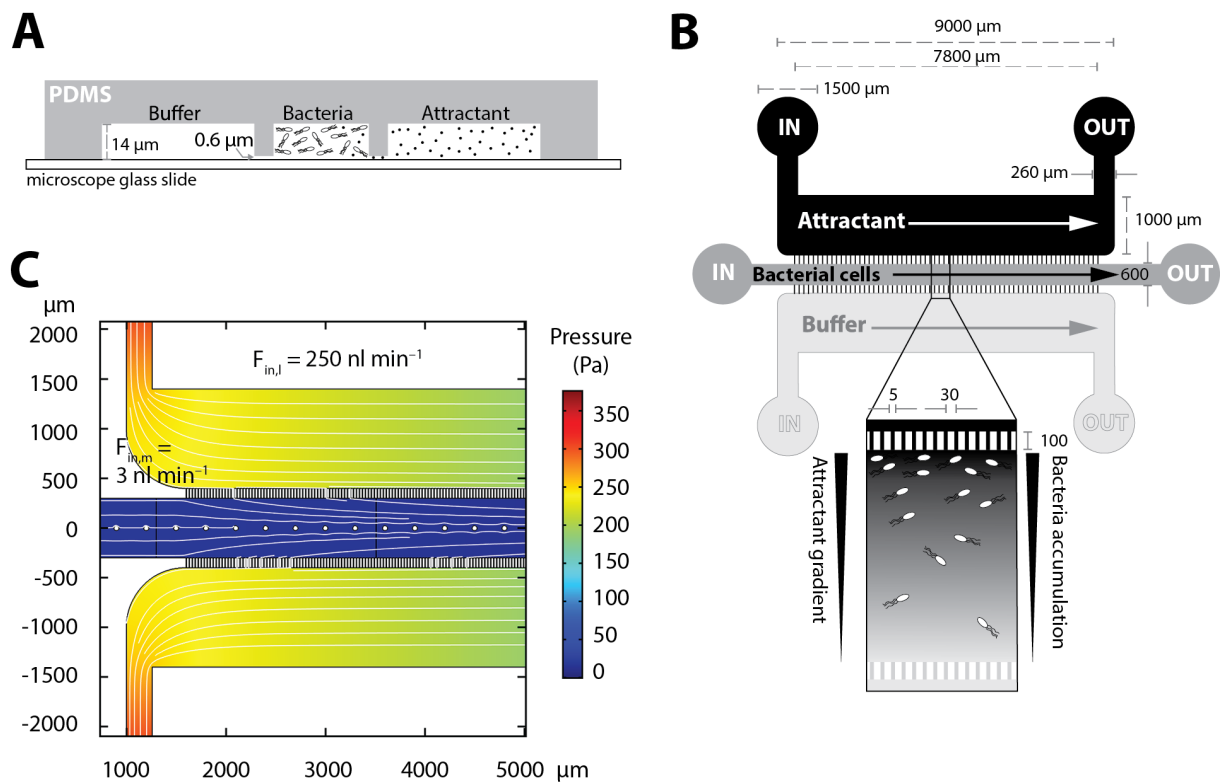 A
PDMS
Buffer
Bacteria
Attractant
14 µm
0.6 µm
microscope glass slide
B
9000 µm
7800 µm
1500 µm
IN
OUT
260 µm
Attractant
1000 µm
IN
Bacterial cells
600
OUT
Buffer
IN
OUT
5
30
100
Attractant gradient
Bacteria accumulation
C
µm
2000
1500
1000
500
0
-500
-1000
-1500
-2000
F in,l = 250 nl min⁻¹
F in,m =
3 nl min⁻¹
Pressure
(Pa)
350
300
250
200
150
100
50
0
1000
2000
3000
4000
5000
µm